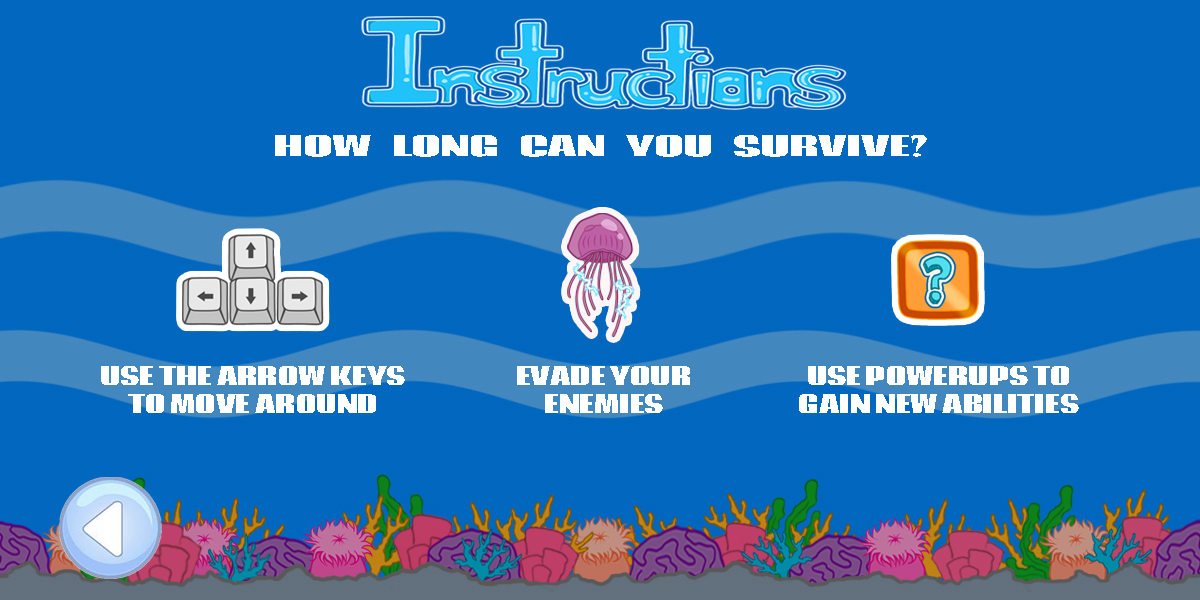 Instructions
HOW LONG CAN YOU SURVIVE?
USE THE ARROW KEYS
TO MOVE AROUND
EVADE YOUR
ENEMIES
?
USE POWERUPS TO
GAIN NEW ABILITIES